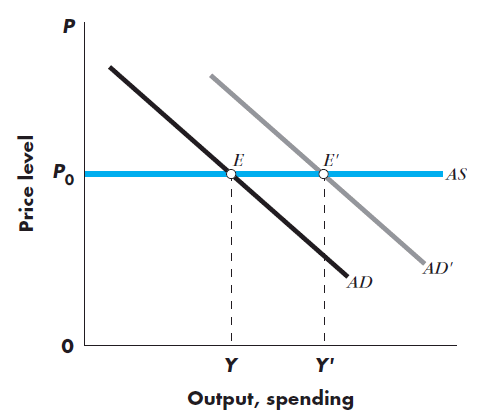 P
Price level
E
E'
P0
AS
AD'
AD
0
Y
Y'
Output, spending